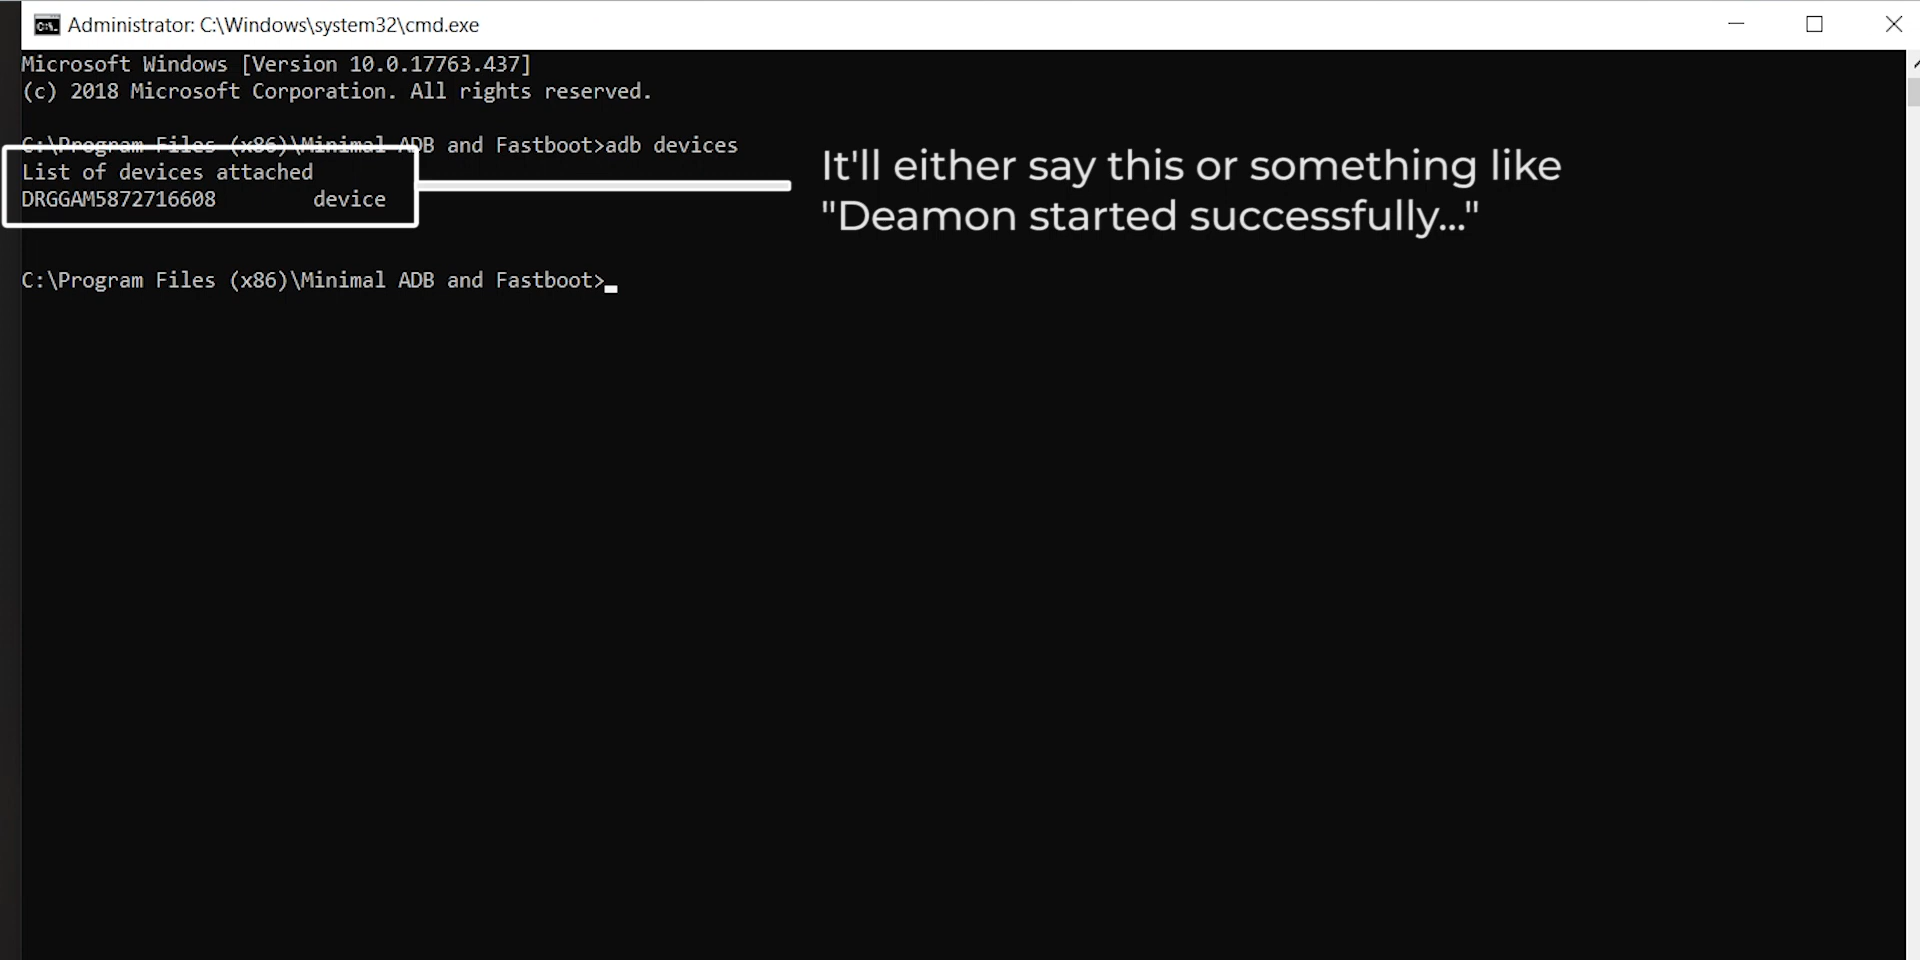 Administrator: C:\Windows\system32\cmd.exe
Microsoft Windows [Version 10.0.17763.437]
(c) 2018 Microsoft Corporation. All rights reserved.
C:\Program Files (x86)\Minimal ADB and Fastboot>adb devices
List of devices attached
DRGGAM5872716608        device
It'll either say this or something like
"Deamon started successfully..."
C:\Program Files (x86)\Minimal ADB and Fastboot>